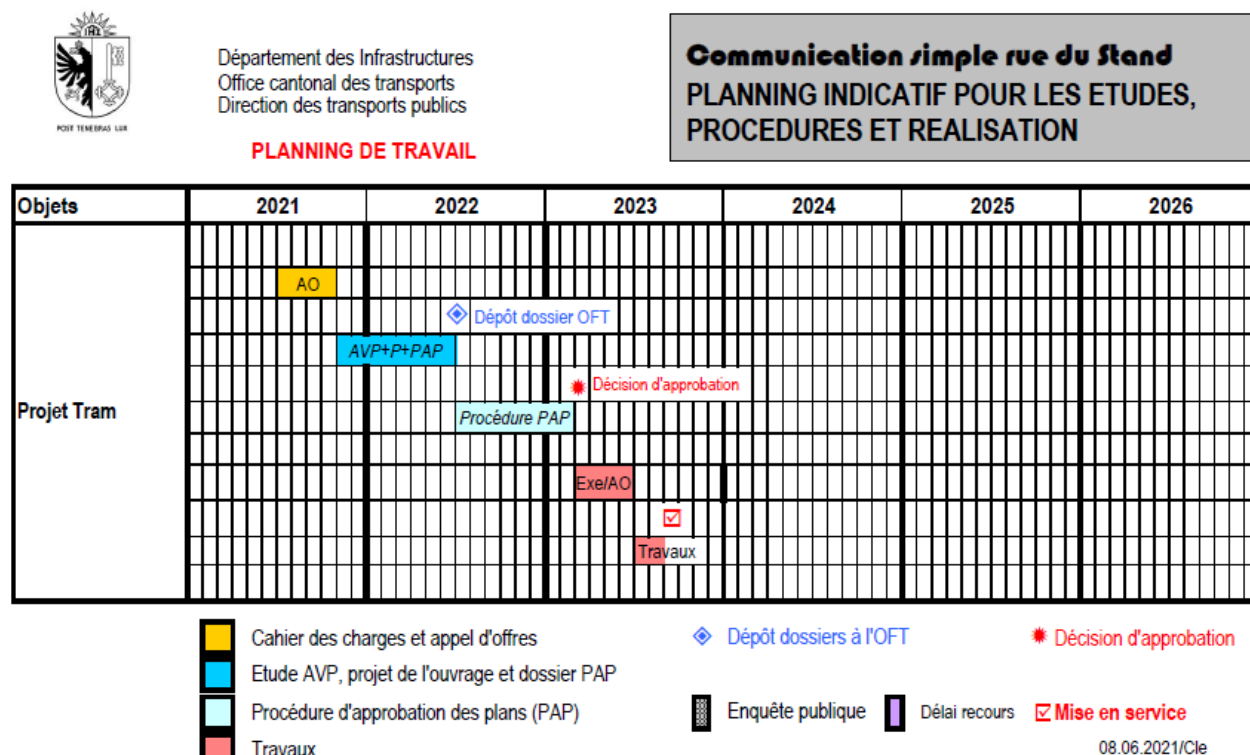 POST TENEBRAS LUX
Département des Infrastructures
Office cantonal des transports
Direction des transports publics
PLANNING DE TRAVAIL
Communication simple rue du Stand
PLANNING INDICATIF POUR LES ETUDES,
PROCEDURES ET REALISATION
Objets 2021 2022 2023 2024 2025 2026
AO
Dépôt dossier OFT
AVP+P+PAP
Décision d'approbation
Projet Tram
Procédure PAP
Exe/AO
Travaux
Cahier des charges et appel d'offres Dépôt dossiers à l'OFT Décision d'approbation
Etude AVP, projet de l'ouvrage et dossier PAP
Procédure d'approbation des plans (PAP) Enquête publique Délai recours Mise en service
Travaux 08.06.2021/Cle